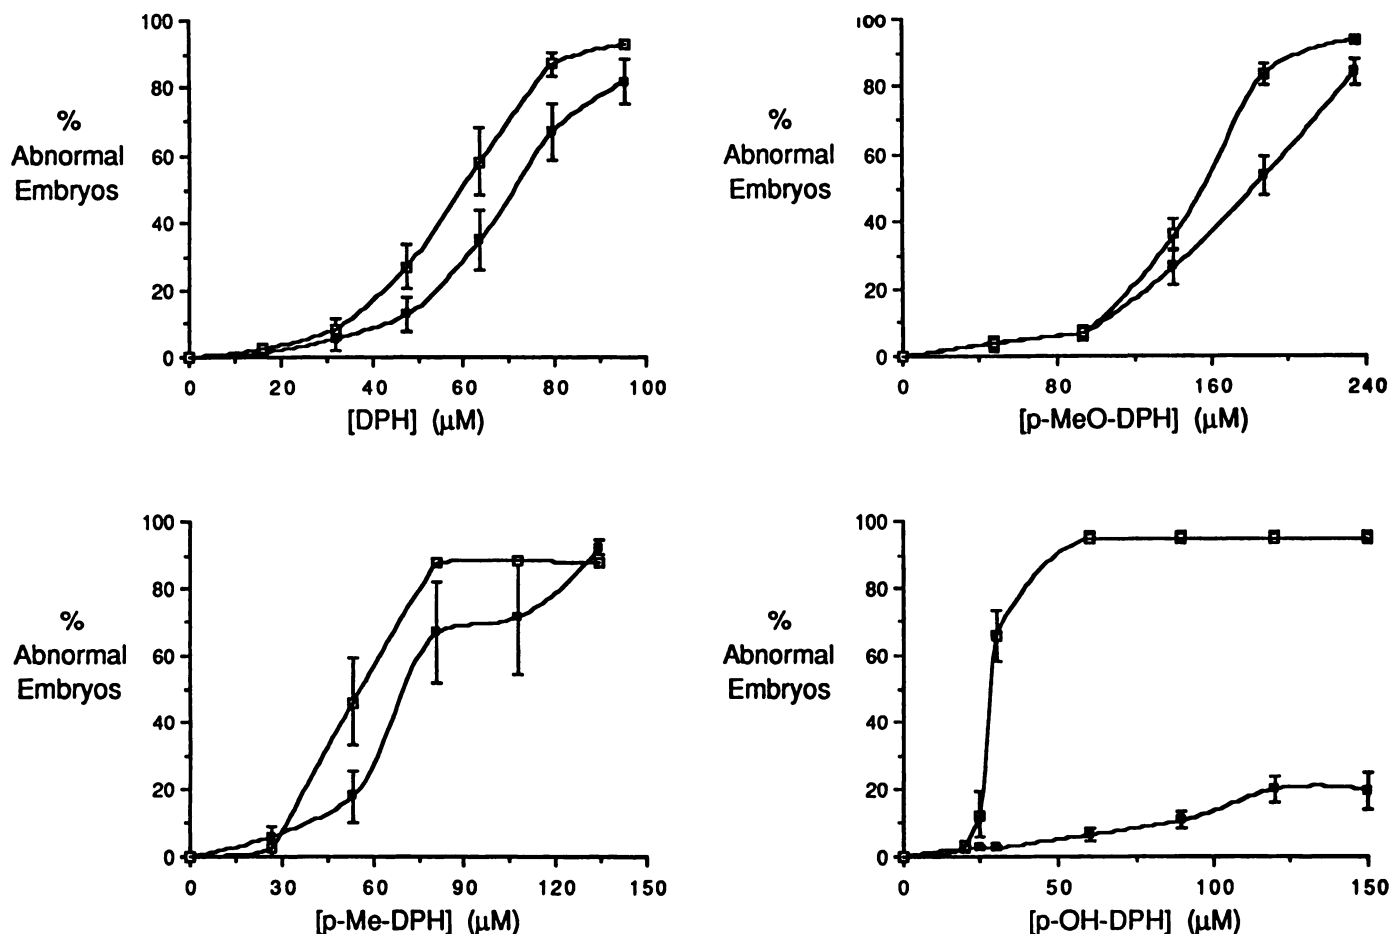 100
80
60
40
20
0
%
Abnormal
Embryos
0 20 40 60 80 100
[DPH] (μM)
100
80
60
40
20
0
%
Abnormal
Embryos
0 80 160 240
[p-MeO-DPH] (μM)
100
80
60
40
20
0
%
Abnormal
Embryos
0 30 60 90 120 150
[p-Me-DPH] (μM)
100
80
60
40
20
0
%
Abnormal
Embryos
0 50 100 150
[p-OH-DPH] (μM)